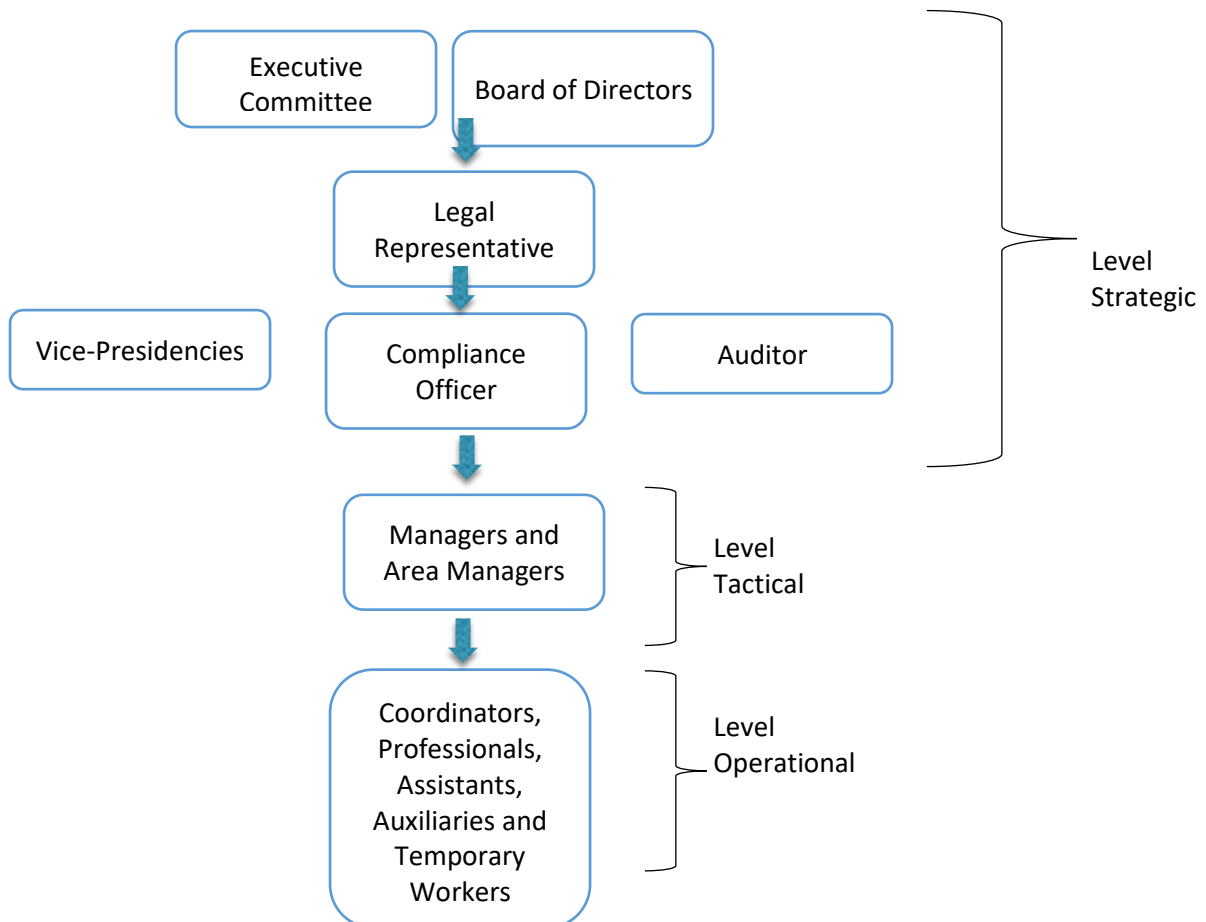 Executive
Committee
Board of Directors
Legal
Representative
Level
Strategic
Vice-Presidencies
Compliance
Officer
Auditor
Managers and
Area Managers
Level
Tactical
Coordinators,
Professionals,
Assistants,
Auxiliaries and
Temporary
Workers
Level
Operational